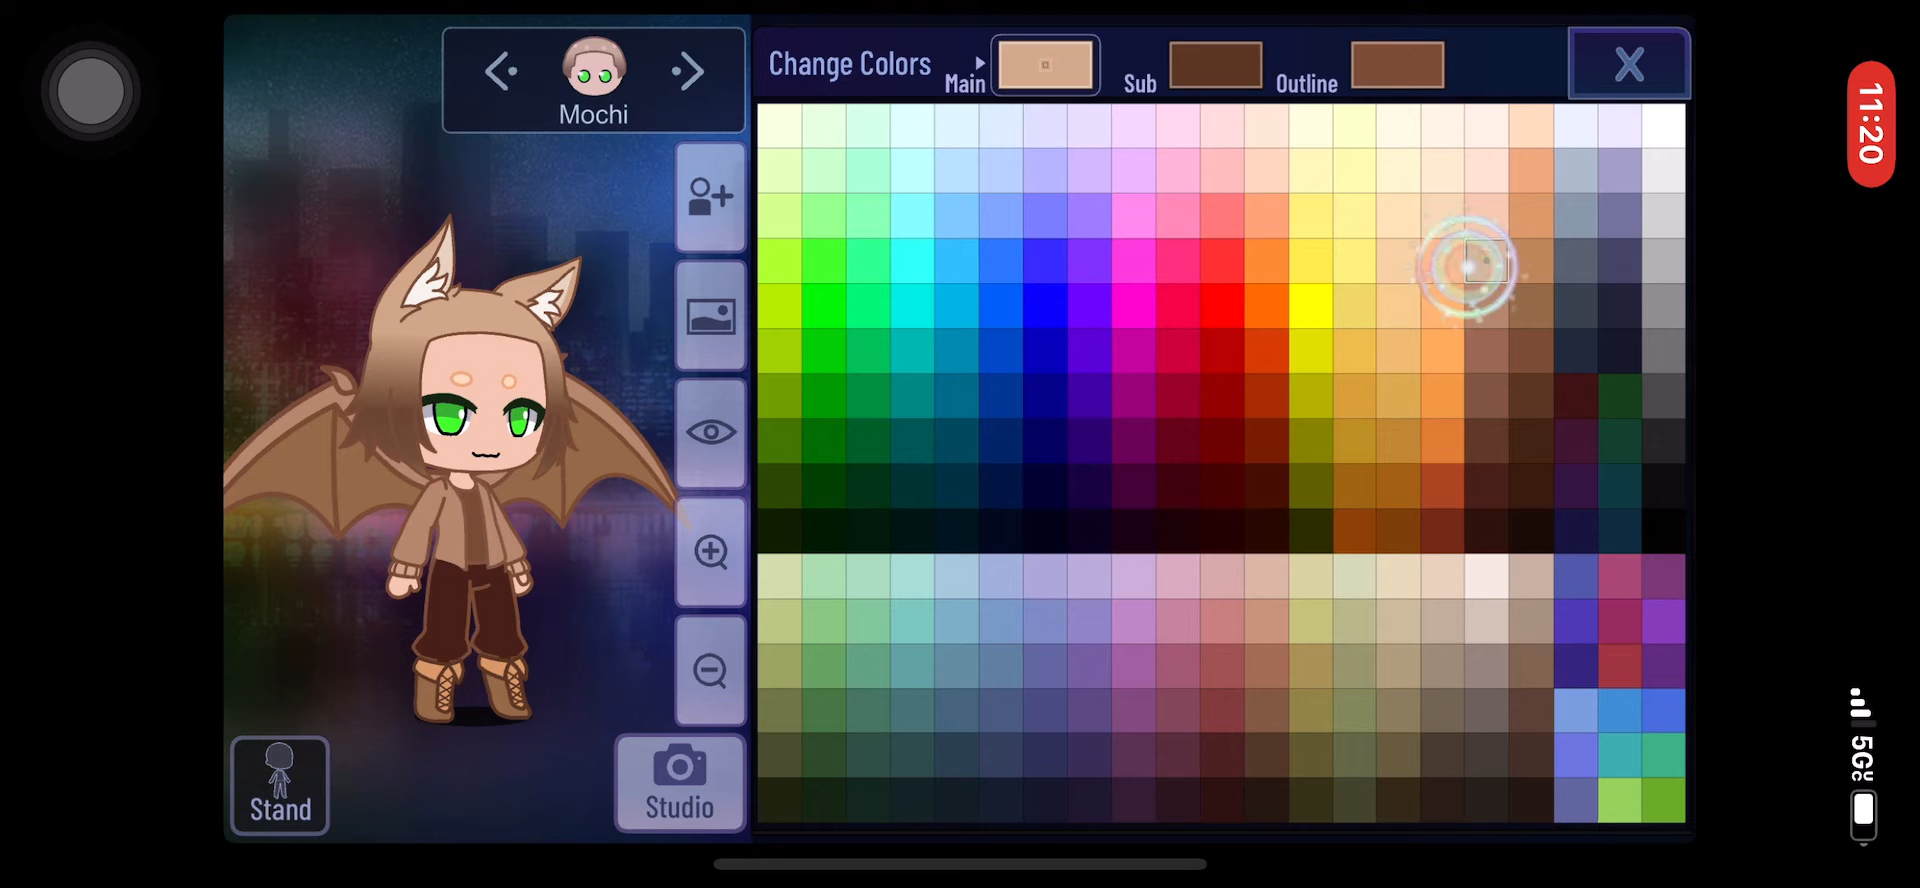 Mochi
Change Colors
Main
Sub
Outline
X
Stand
Studio
11:20
5G